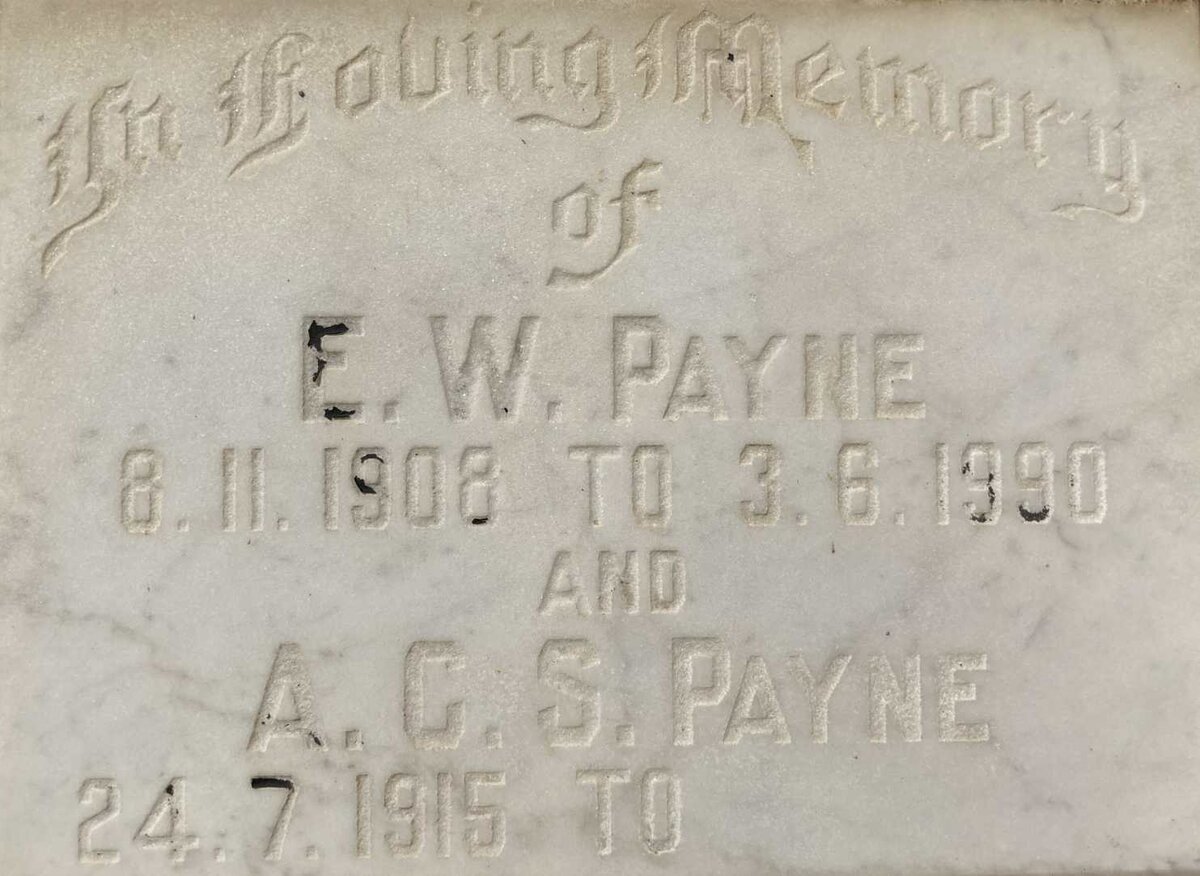 In Loving Memory
of
E. W. PAYNE
8. 11. 1908 TO 3. 6. 1990
AND
A. C. S. PAYNE
24. 7. 1915 TO